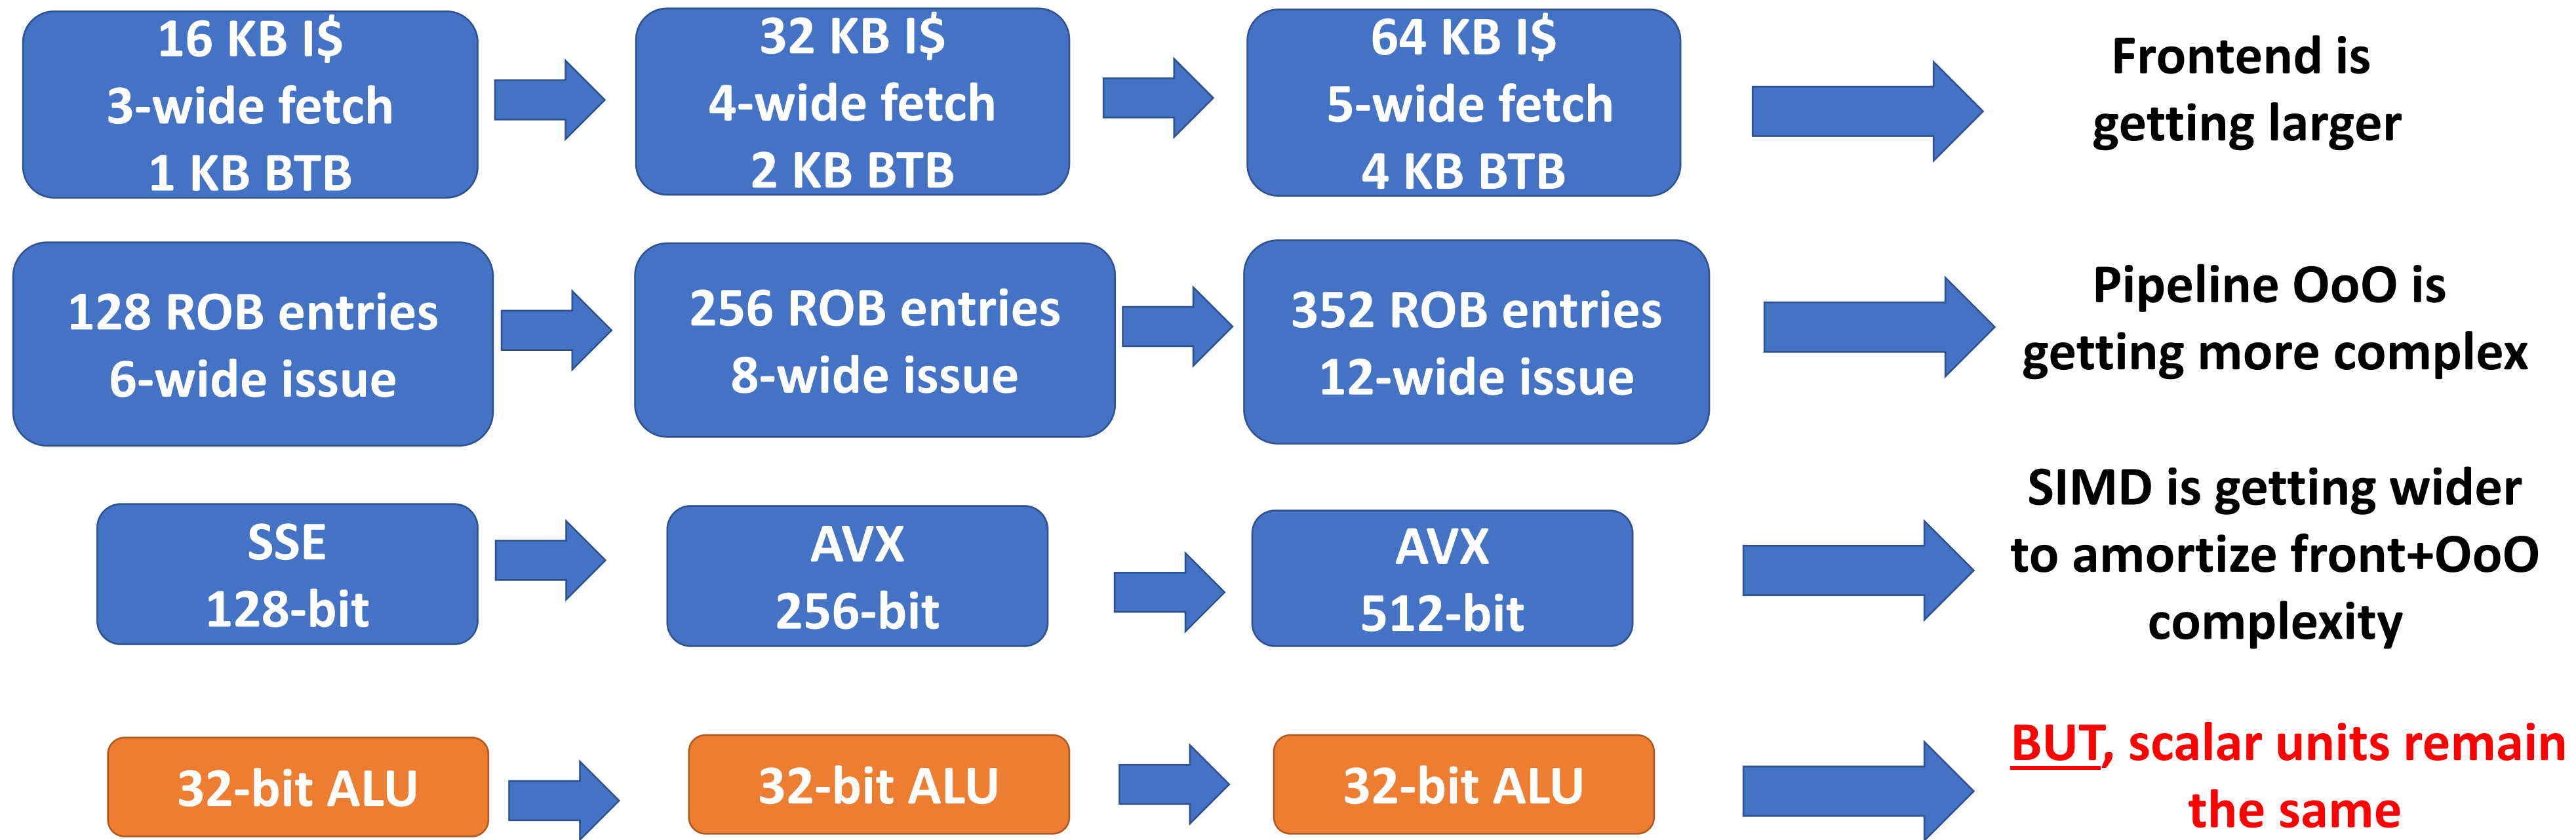 16 KB I$
3-wide fetch
1 KB BTB
32 KB I$
4-wide fetch
2 KB BTB
64 KB I$
5-wide fetch
4 KB BTB
Frontend is
getting larger
128 ROB entries
6-wide issue
256 ROB entries
8-wide issue
352 ROB entries
12-wide issue
Pipeline OoO is
getting more complex
SSE
128-bit
AVX
256-bit
AVX
512-bit
SIMD is getting wider
to amortize front+OoO
complexity
32-bit ALU
32-bit ALU
32-bit ALU
BUT, scalar units remain
the same